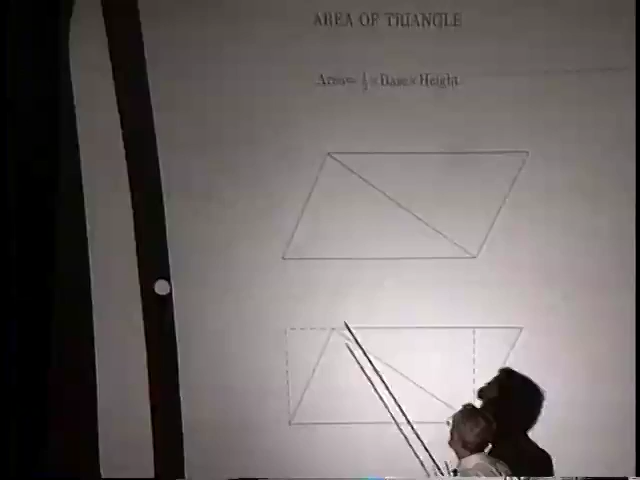 AREA OF TRIANGLE
Area= ½ × Base × Height